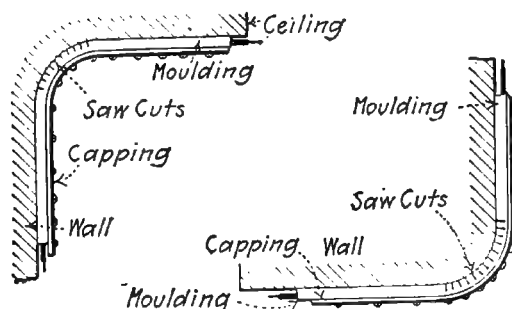 Ceiling
Moulding
Saw Cuts
Capping
Wall
Moulding
Saw Cuts
Capping Wall
Moulding